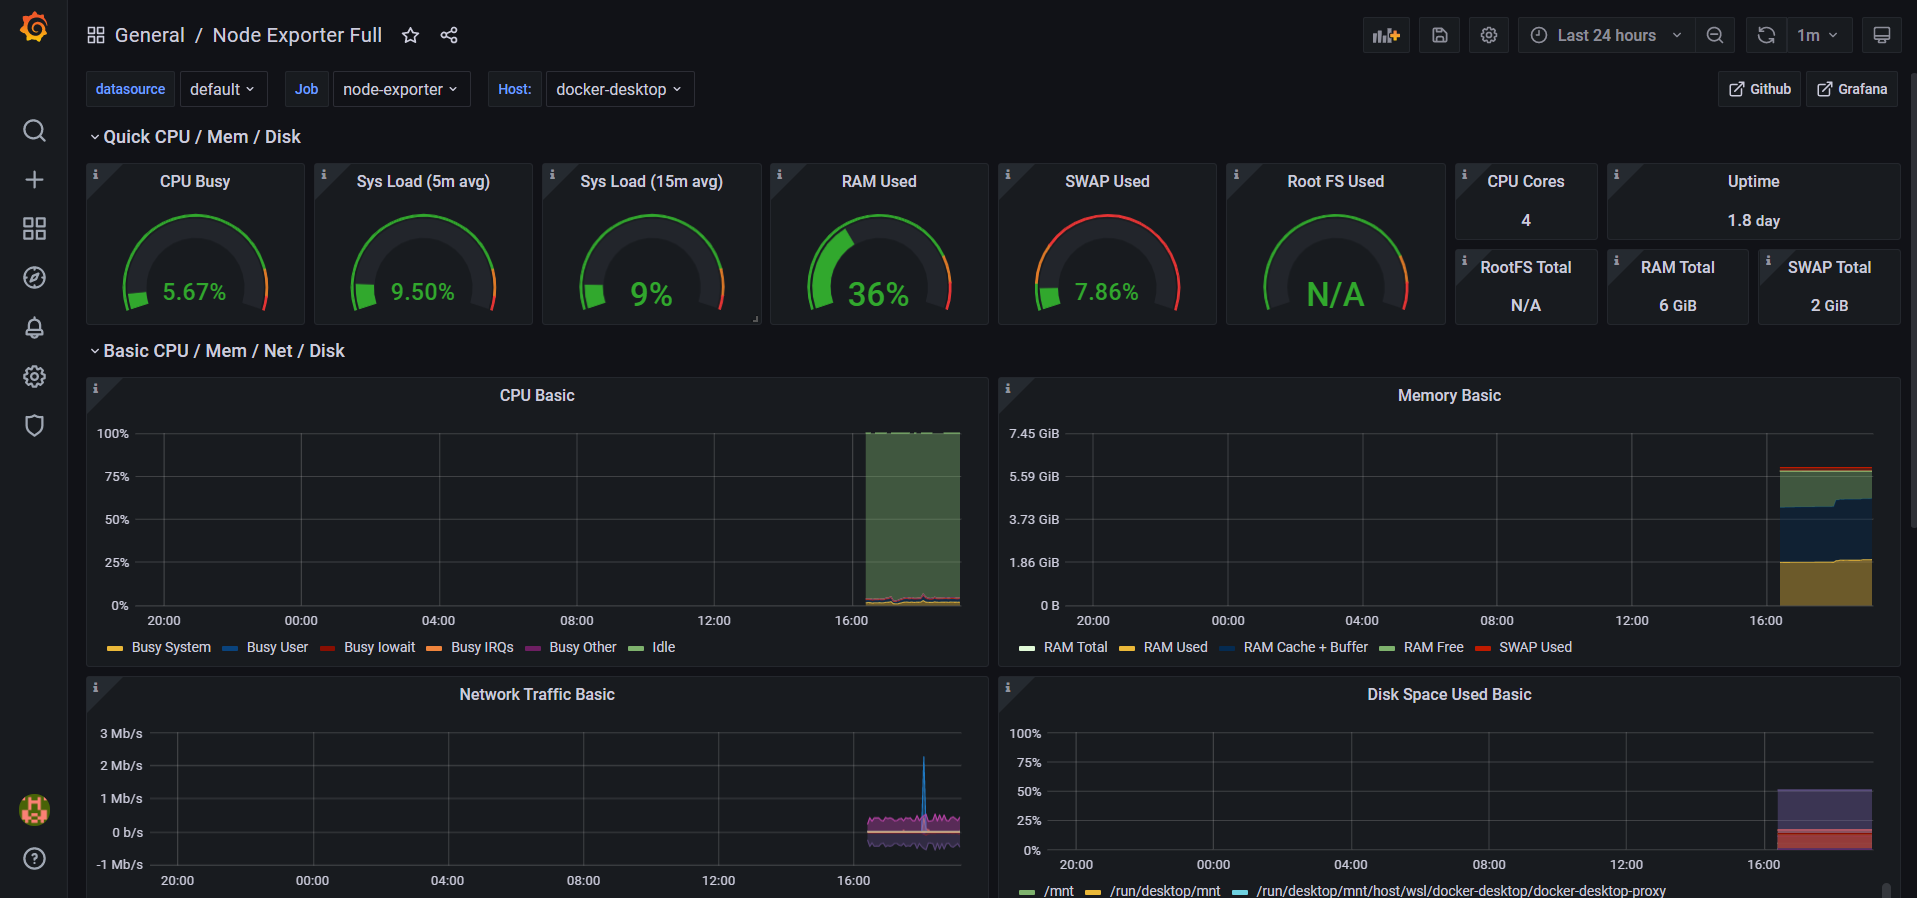 General / Node Exporter Full
Last 24 hours
1m
datasource default Job node-exporter Host: docker-desktop Github Grafana
Quick CPU / Mem / Disk
CPU Busy
5.67%
Sys Load (5m avg)
9.50%
Sys Load (15m avg)
9%
RAM Used
36%
SWAP Used
7.86%
Root FS Used
N/A
CPU Cores
4
Uptime
1.8 day
RootFS Total
N/A
RAM Total
6 GiB
SWAP Total
2 GiB
Basic CPU / Mem / Net / Disk
CPU Basic
100%
75%
50%
25%
0%
20:00 00:00 04:00 08:00 12:00 16:00
Busy System Busy User Busy Iowait Busy IRQs Busy Other Idle
Memory Basic
7.45 GiB
5.59 GiB
3.73 GiB
1.86 GiB
0 B
20:00 00:00 04:00 08:00 12:00 16:00
RAM Total RAM Used RAM Cache + Buffer RAM Free SWAP Used
Network Traffic Basic
3 Mb/s
2 Mb/s
1 Mb/s
0 b/s
-1 Mb/s
20:00 00:00 04:00 08:00 12:00 16:00
Disk Space Used Basic
100%
75%
50%
25%
0%
20:00 00:00 04:00 08:00 12:00 16:00
/mnt /run/desktop/mnt /run/desktop/mnt/host/wsl/docker-desktop/docker-desktop-proxy